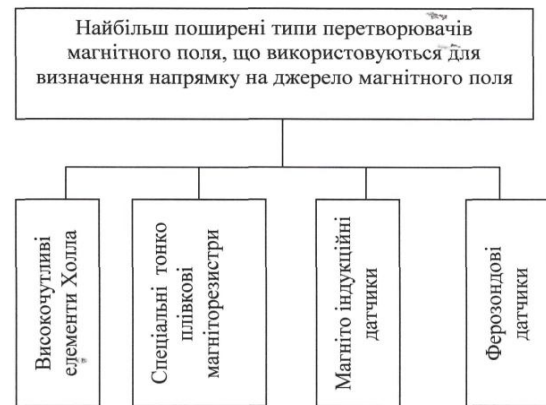 Найбільш поширені типи перетворювачів
магнітного поля, що використовуються для
визначення напрямку на джерело магнітного поля
Високочутливі
елементи Холла
Спеціальні тонко
плівкові
магніторезистри
Магніто індукційні
датчики
Ферозондові
датчики